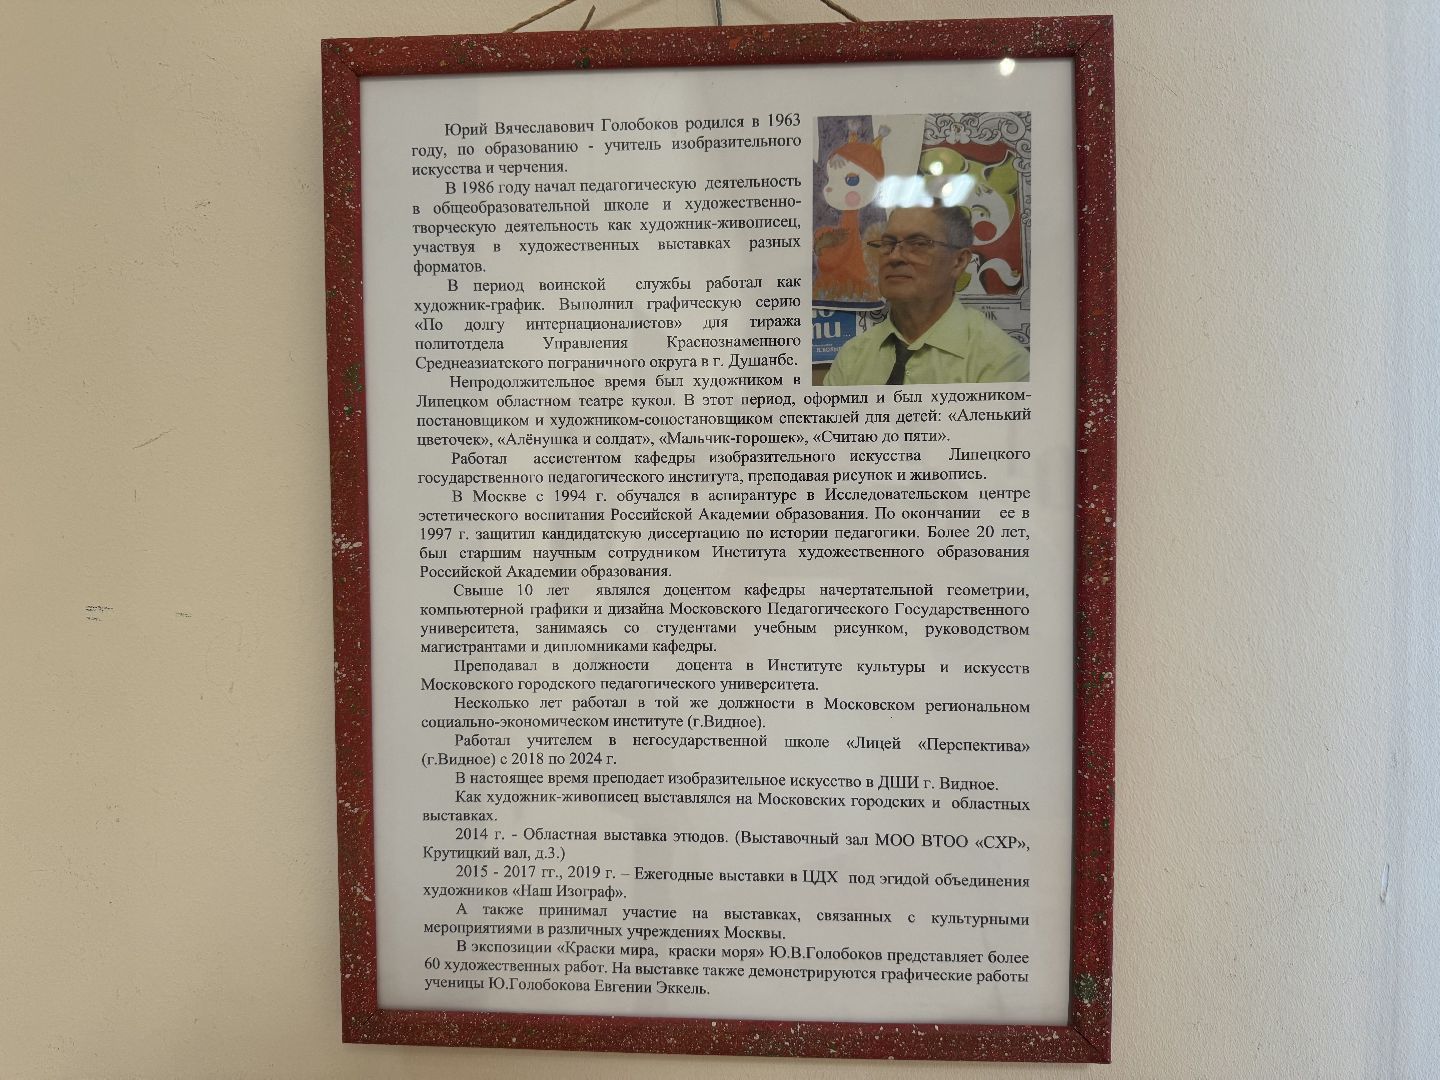 Юрий Вячеславович Голобоков родился в 1963
году, по образованию - учитель изобразительного
искусства и черчения.
В 1986 году начал педагогическую деятельность
в общеобразовательной школе и художественно-
творческую деятельность как художник-живописец,
участвуя в художественных выставках разных
форматов.
В период воинской службы работал как
художник-график. Выполнил графическую серию
«По долгу интернационалистов» для тиража
политотдела Управления Краснознаменного
Среднеазиатского пограничного округа в г. Душанбе.
Непродолжительное время был художником в
Липецком областном театре кукол. В этот период, оформил и был художником-
постановщиком и художником-сопостановщиком спектаклей для детей: «Аленький
цветочек», «Алёнушка и солдат», «Мальчик-горошек», «Считаю до пяти».
Работал ассистентом кафедры изобразительного искусства Липецкого
государственного педагогического института, преподавая рисунок и живопись.
В Москве с 1994 г. обучался в аспирантуре в Исследовательском центре
эстетического воспитания Российской Академии образования. По окончании ее в
1997 г. защитил кандидатскую диссертацию по истории педагогики. Более 20 лет,
был старшим научным сотрудником Института художественного образования
Российской Академии образования.
Свыше 10 лет являлся доцентом кафедры начертательной геометрии,
компьютерной графики и дизайна Московского Педагогического Государственного
университета, занимаясь со студентами учебным рисунком, руководством
магистрантами и дипломниками кафедры.
Преподавал в должности доцента в Институте культуры и искусств
Московского городского педагогического университета.
Несколько лет работал в той же должности в Московском региональном
социально-экономическом институте (г.Видное).
Работал учителем в негосударственной школе «Лицей «Перспектива»
(г.Видное) с 2018 по 2024 г.
В настоящее время преподает изобразительное искусство в ДШИ г. Видное.
Как художник-живописец выставлялся на Московских городских и областных
выставках.
2014 г. - Областная выставка этюдов. (Выставочный зал МОО ВТОО «СХР»,
Крутицкий вал, д.3.)
2015 - 2017 гг., 2019 г. – Ежегодные выставки в ЦДХ под эгидой объединения
художников «Наш Изограф».
А также принимал участие на выставках, связанных с культурными
мероприятиями в различных учреждениях Москвы.
В экспозиции «Краски мира, краски моря» Ю.В.Голобоков представляет более
60 художественных работ. На выставке также демонстрируются графические работы
ученицы Ю.Голобокова Евгении Эккель.